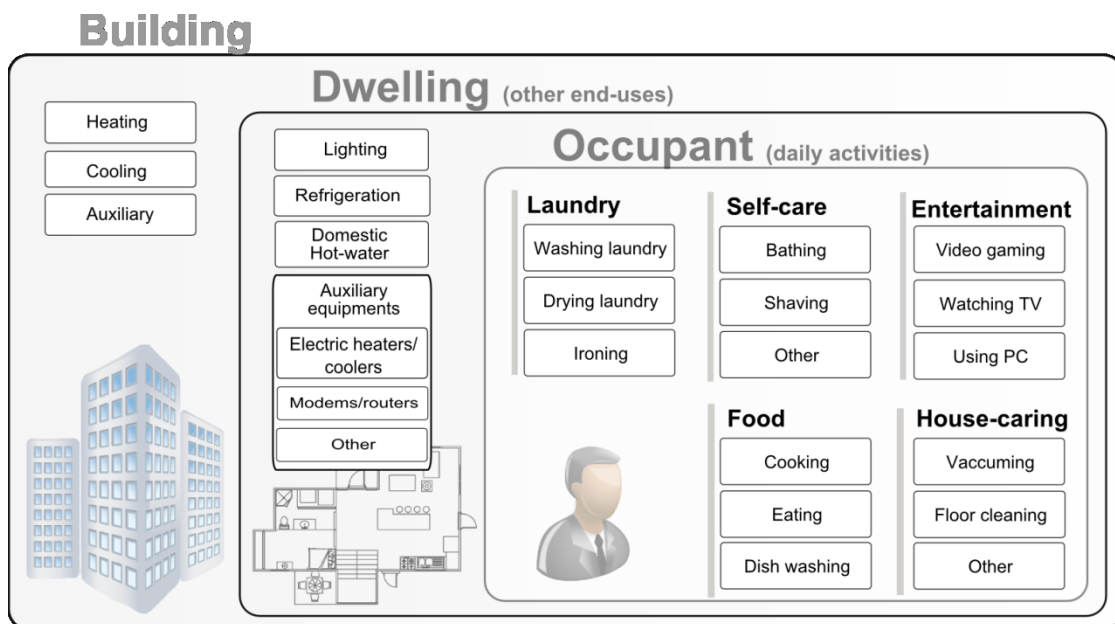 Building
Dwelling (other end-uses)
Heating
Cooling
Auxiliary
Lighting
Refrigeration
Domestic
Hot-water
Auxiliary
equipments
Electric heaters/
coolers
Modems/routers
Other
Occupant (daily activities)
Laundry
Washing laundry
Drying laundry
Ironing
Self-care
Bathing
Shaving
Other
Entertainment
Video gaming
Watching TV
Using PC
Food
Cooking
Eating
Dish washing
House-caring
Vaccuming
Floor cleaning
Other